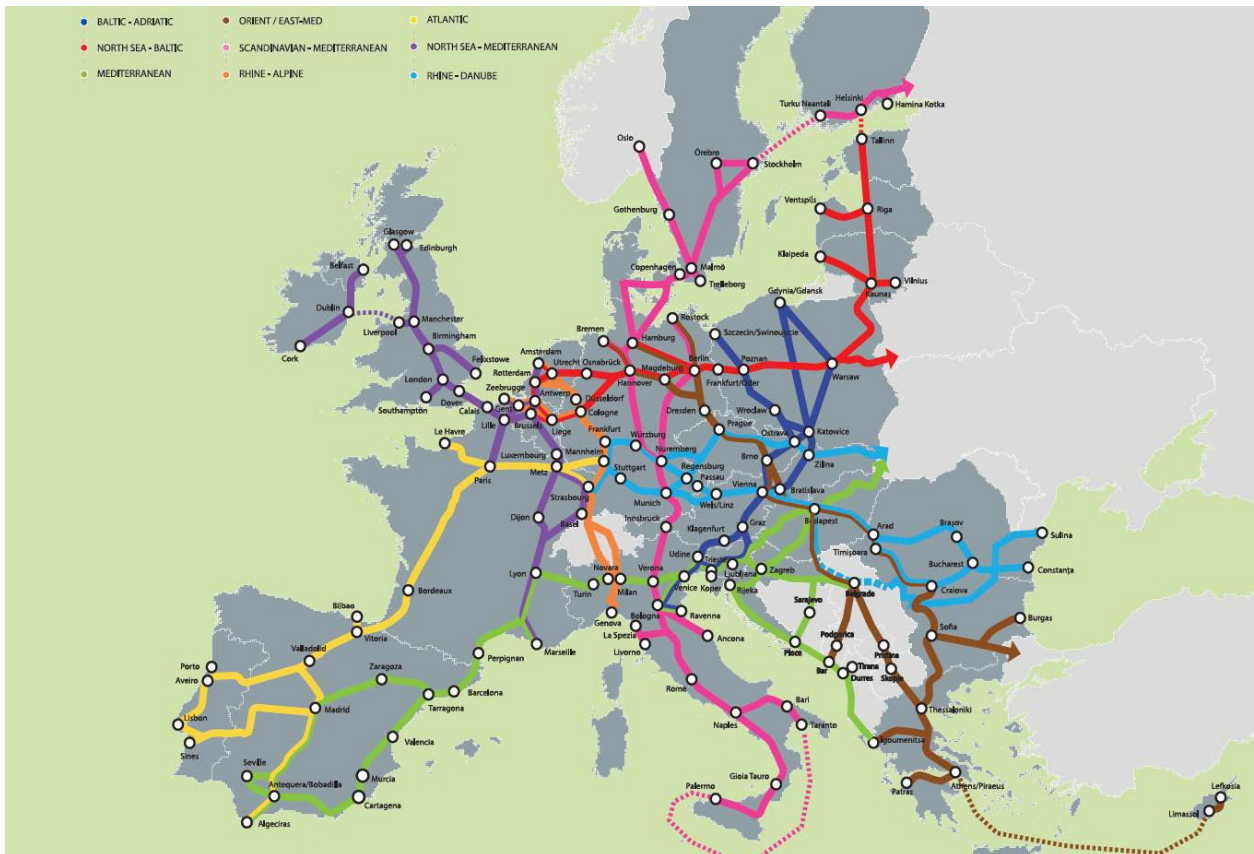 BALTIC - ADRIATIC
ORIENT / EAST-MED
ATLANTIC
NORTH SEA - BALTIC
SCANDINAVIAN - MEDITERRANEAN
NORTH SEA - MEDITERRANEAN
MEDITERRANEAN
RHINE - ALPINE
RHINE - DANUBE
Turku Naantali
Helsinki
Hamina Kotka
Tallinn
Oslo
Örebro
Stockholm
Ventspils
Riga
Gothenburg
Klaipeda
Glasgow
Edinburgh
Belfast
Copenhagen
Malmö
Trelleborg
Kaunas
Vilnius
Gdynia/Gdansk
Dublin
Liverpool
Manchester
Rostock
Szczecin/Swinoujscie
Cork
Birmingham
Bremen
Hamburg
Felixstowe
Amsterdam
Utrecht
Osnabrück
Magdeburg
Berlin
Poznan
Warsaw
London
Rotterdam
Hannover
Frankfurt/Oder
Zeebrugge
Antwerp
Düsseldorf
Southampton
Dover
Calais
Gent
Cologne
Dresden
Wroclaw
Lille
Brussels
Liege
Frankfurt
Prague
Ostrava
Katowice
Le Havre
Würzburg
Luxembourg
Mannheim
Nuremberg
Brno
Zilina
Paris
Metz
Stuttgart
Regensburg
Passau
Strasbourg
Munich
Wels/Linz
Vienna
Bratislava
Dijon
Basel
Innsbruck
Klagenfurt
Graz
Budapest
Arad
Braşov
Sulina
Udine
Trieste
Timişoara
Bucharest
Constanţa
Lyon
Novara
Verona
Ljubljana
Zagreb
Turin
Milan
Venice
Koper
Rijeka
Belgrade
Craiova
Bordeaux
Genova
Bologna
Ravenna
Sarajevo
Bilbao
La Spezia
Ancona
Sofia
Burgas
Vitoria
Marseille
Livorno
Ploce
Podgorica
Pristina
Valladolid
Perpignan
Porto
Zaragoza
Bar
Tirana
Durres
Skopje
Aveiro
Barcelona
Rome
Tarragona
Madrid
Bari
Thessaloniki
Lisbon
Naples
Taranto
Sines
Valencia
Igoumenitsa
Seville
Murcia
Gioia Tauro
Antequera/Bobadilla
Palermo
Patras
Athens/Piraeus
Lefkosia
Cartagena
Limassol
Algeciras